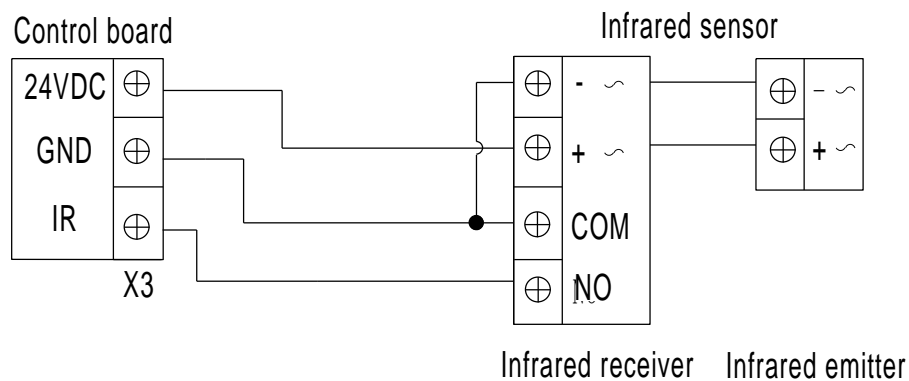 Control board
Infrared sensor
24VDC
GND
IR
X3
- ~
+ ~
COM
NO
- ~
+ ~
Infrared receiver
Infrared emitter